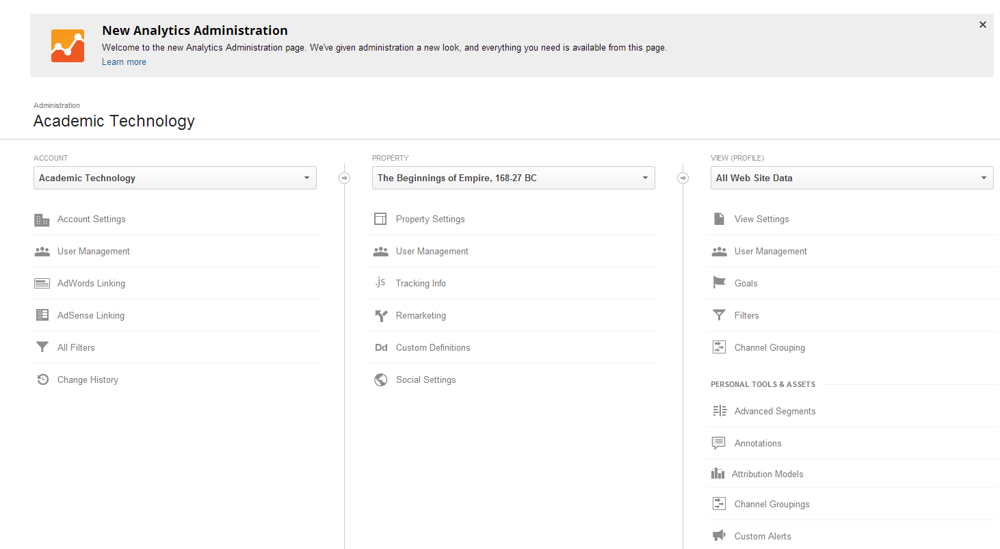 New Analytics Administration
Welcome to the new Analytics Administration page. We've given administration a new look, and everything you need is available from this page.
Learn more
Administration
Academic Technology
ACCOUNT
Academic Technology
Account Settings
User Management
AdWords Linking
AdSense Linking
All Filters
Change History
PROPERTY
The Beginnings of Empire, 168-27 BC
Property Settings
User Management
.js Tracking Info
Remarketing
Dd Custom Definitions
Social Settings
VIEW (PROFILE)
All Web Site Data
View Settings
User Management
Goals
Filters
Channel Grouping
PERSONAL TOOLS & ASSETS
Advanced Segments
Annotations
Attribution Models
Channel Groupings
Custom Alerts